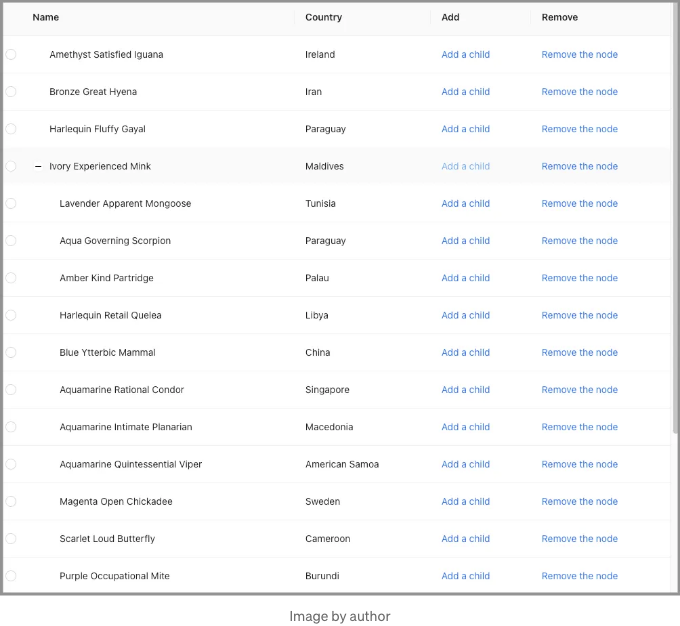 Name Country Add Remove
Amethyst Satisfied Iguana Ireland Add a child Remove the node
Bronze Great Hyena Iran Add a child Remove the node
Harlequin Fluffy Gayal Paraguay Add a child Remove the node
Ivory Experienced Mink Maldives Add a child Remove the node
Lavender Apparent Mongoose Tunisia Add a child Remove the node
Aqua Governing Scorpion Paraguay Add a child Remove the node
Amber Kind Partridge Palau Add a child Remove the node
Harlequin Retail Quelea Libya Add a child Remove the node
Blue Ytterbic Mammal China Add a child Remove the node
Aquamarine Rational Condor Singapore Add a child Remove the node
Aquamarine Intimate Planarian Macedonia Add a child Remove the node
Aquamarine Quintessential Viper American Samoa Add a child Remove the node
Magenta Open Chickadee Sweden Add a child Remove the node
Scarlet Loud Butterfly Cameroon Add a child Remove the node
Purple Occupational Mite Burundi Add a child Remove the node
Image by author